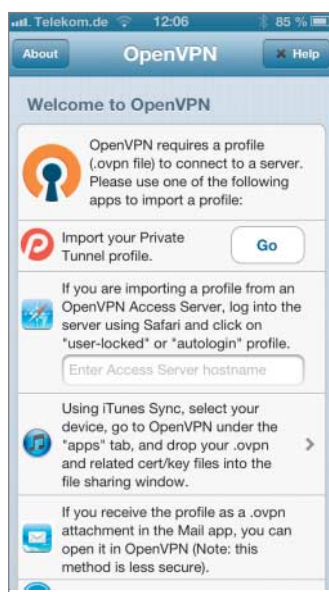 Telekom.de 12:06 85 %
About OpenVPN Help
Welcome to OpenVPN
OpenVPN requires a profile
(.ovpn file) to connect to a server.
Please use one of the following
apps to import a profile:
Import your Private
Tunnel profile.
Go
If you are importing a profile from an
OpenVPN Access Server, log into the
server using Safari and click on
"user-locked" or "autologin" profile.
Enter Access Server hostname
Using iTunes Sync, select your
device, go to OpenVPN under the
"apps" tab, and drop your .ovpn
and related cert/key files into the
file sharing window.
If you receive the profile as a .ovpn
attachment in the Mail app, you can
open it in OpenVPN (Note: this
method is less secure).